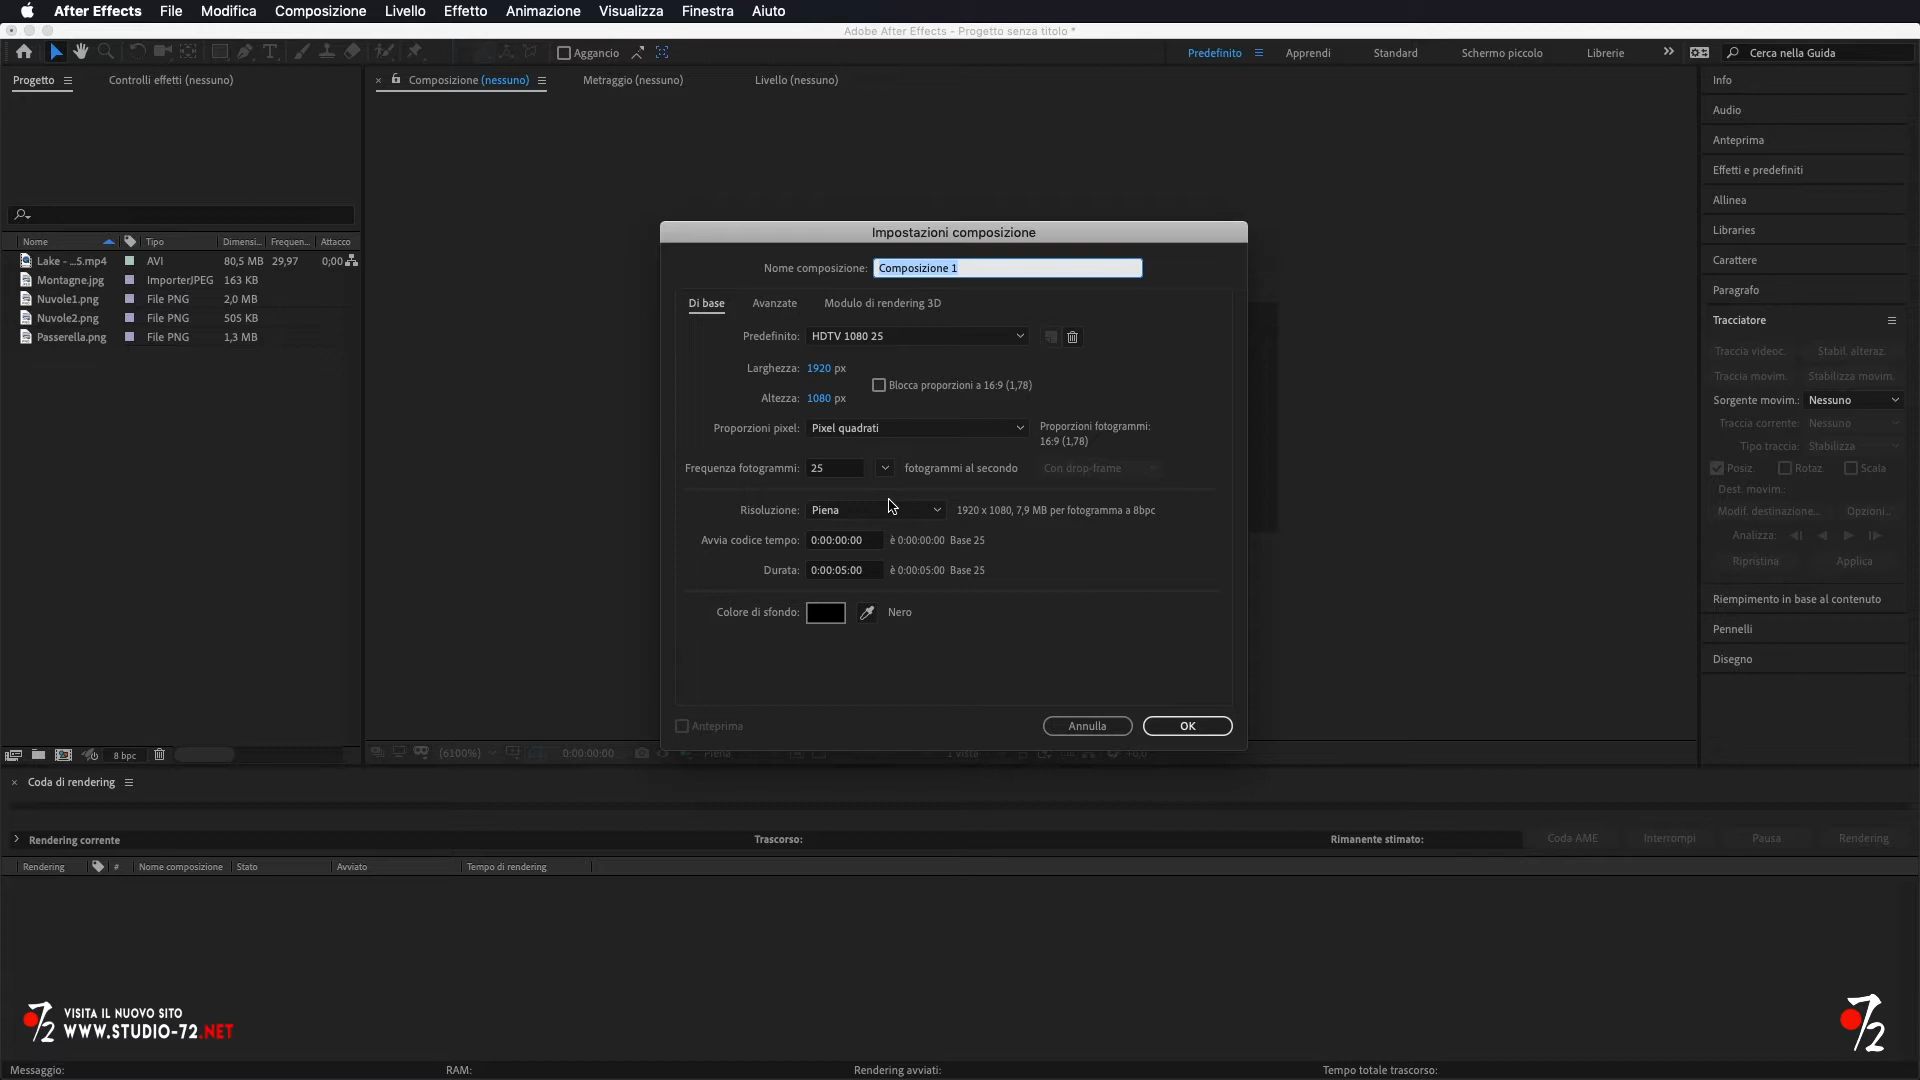 After Effects File Modifica Composizione Livello Effetto Animazione Visualizza Finestra Aiuto
Adobe After Effects - Progetto senza titolo *
Aggancio Predefinito Apprendi Standard Schermo piccolo Librerie Cerca nella Guida
Progetto Controlli effetti (nessuno) Composizione (nessuno) Metraggio (nessuno) Livello (nessuno)
Nome Tipo Dimensi... Frequen... Attacco
Lake - ...5.mp4 AVI 80,5 MB 29,97 0;00
Montagne.jpg ImporterJPEG 163 KB
Nuvole1.png File PNG 2,0 MB
Nuvole2.png File PNG 505 KB
Passerella.png File PNG 1,3 MB
8 bpc
Impostazioni composizione
Nome composizione: Composizione 1
Di base Avanzate Modulo di rendering 3D
Predefinito: HDTV 1080 25
Larghezza: 1920 px
Blocca proporzioni a 16:9 (1,78)
Altezza: 1080 px
Proporzioni pixel: Pixel quadrati
Proporzioni fotogrammi:
16:9 (1,78)
Frequenza fotogrammi: 25 fotogrammi al secondo Con drop-frame
Risoluzione: Piena 1920 x 1080, 7,9 MB per fotogramma a 8bpc
Avvia codice tempo: 0:00:00:00 è 0:00:00:00 Base 25
Durata: 0:00:05:00 è 0:00:05:00 Base 25
Colore di sfondo: Nero
Anteprima Annulla OK
(6100%) 0:00:00:00 Piena 1 vista +0,0
Info
Audio
Anteprima
Effetti e predefiniti
Allinea
Libraries
Carattere
Paragrafo
Tracciatore
Traccia videoc. Stabil. alteraz.
Traccia movim. Stabilizza movim.
Sorgente movim.: Nessuno
Traccia corrente: Nessuno
Tipo traccia: Stabilizza
Posiz. Rotaz. Scala
Dest. movim.:
Modif. destinazione... Opzioni...
Analizza:
Ripristina Applica
Riempimento in base al contenuto
Pennelli
Disegno
Coda di rendering
Rendering corrente Trascorso: Rimanente stimato: Coda AME Interrompi Pausa Rendering
Rendering # Nome composizione Stato Avviato Tempo di rendering
VISITA IL NUOVO SITO
WWW.STUDIO-72.NET
72
72
Messaggio: RAM: Rendering avviati: Tempo totale trascorso: